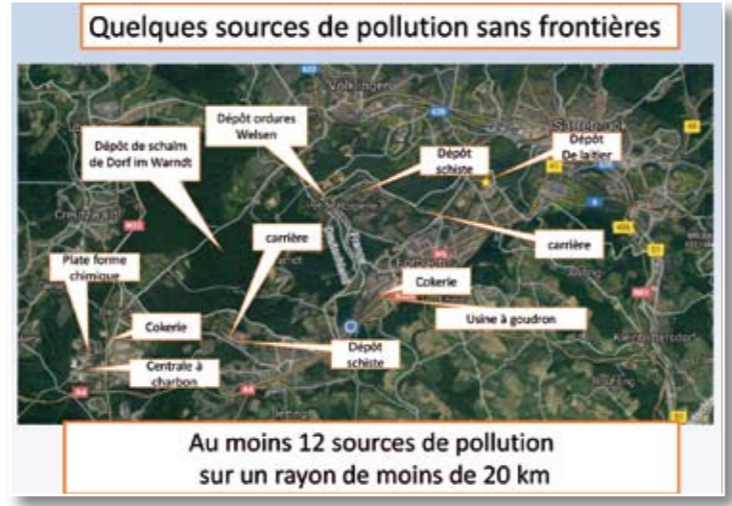 Quelques sources de pollution sans frontières
Völklingen
Dépôt ordures
Welsen
Dépôt de schalm
de Dorf im Warndt
Dépôt
schiste
Dépôt
De laitier
Creutzwald
carrière
carrière
Plate forme
chimique
Cokerie
Cokerie
Usine à goudron
Centrale à
charbon
Dépôt
schiste
Au moins 12 sources de pollution
sur un rayon de moins de 20 km